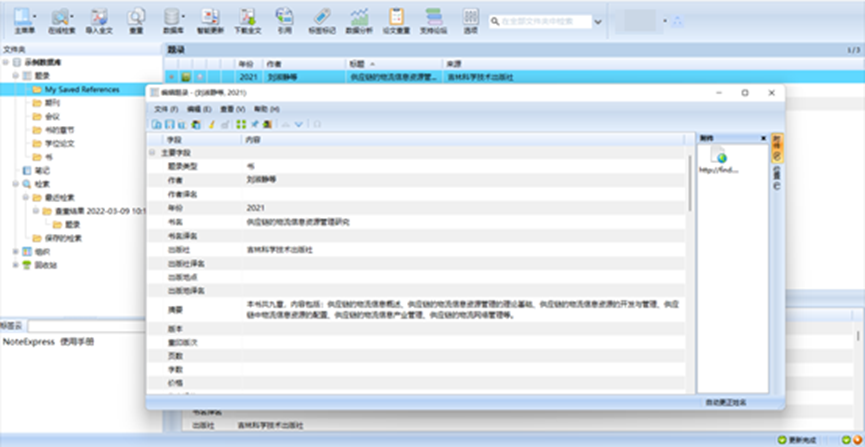 主菜单 在线检索 导入全文 查重 数据库 智能更新 下载全文 引用 标签标记 数据分析 论文查重 支持论坛 选项 在全部文件夹中检索
文件夹
题录
1/3
示例数据库
题录
My Saved References
期刊
会议
书的章节
学位论文
书
笔记
检索
最近检索
查重结果 2022-03-09 10:1
题录
保存的检索
组织
回收站
标签云
NoteExpress 使用手册
年份 作者 标题 来源
2021 刘淑静等 供应链的物流信息资源管... 吉林科学技术出版社
编辑题录 - (刘淑静等, 2021)
文件 (F) 编辑 (E) 查看 (V) 帮助 (H)
字段 内容
主要字段
题录类型 书
作者 刘淑静等
作者译名
年份 2021
书名 供应链的物流信息资源管理研究
书名译名
出版社 吉林科学技术出版社
出版社译名
出版地点
出版地译名
摘要 本书共九章，内容包括：供应链的物流信息概述、供应链的物流信息资源管理的理论基础、供应链的物流信息资源的开发与管理、供应
链中物流信息资源的配置、供应链的物流信息产业管理、供应链的物流网络管理等。
版本
重印版次
页数
字数
价格
附件
http://find...
附件
位置
自动更正姓名
书名译名
出版社 吉林科学技术出版社
更新完成